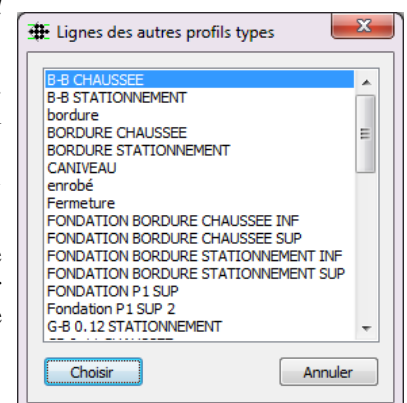 Lignes des autres profils types
B-B CHAUSSEE
B-B STATIONNEMENT
bordure
BORDURE CHAUSSEE
BORDURE STATIONNEMENT
CANIVEAU
enrobé
Fermeture
FONDATION BORDURE CHAUSSEE INF
FONDATION BORDURE CHAUSSEE SUP
FONDATION BORDURE STATIONNEMENT INF
FONDATION BORDURE STATIONNEMENT SUP
FONDATION P1 SUP
Fondation P1 SUP 2
G-B 0.12 STATIONNEMENT
Choisir
Annuler